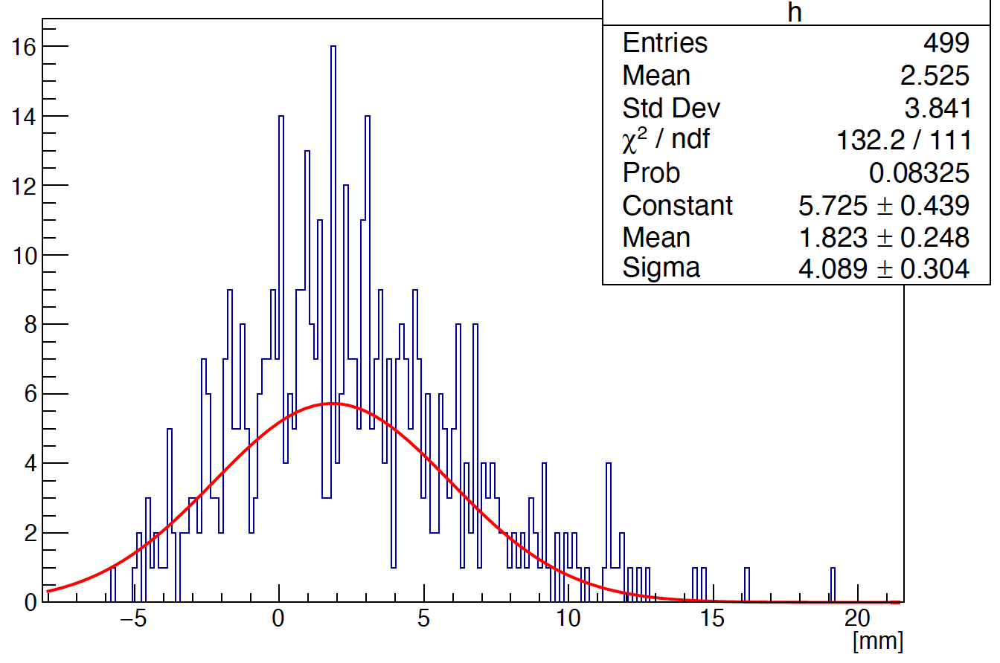 h
Entries 499
Mean 2.525
Std Dev 3.841
χ² / ndf 132.2 / 111
Prob 0.08325
Constant 5.725 ± 0.439
Mean 1.823 ± 0.248
Sigma 4.089 ± 0.304
16
14
12
10
8
6
4
2
0
−5 0 5 10 15 20
[mm]